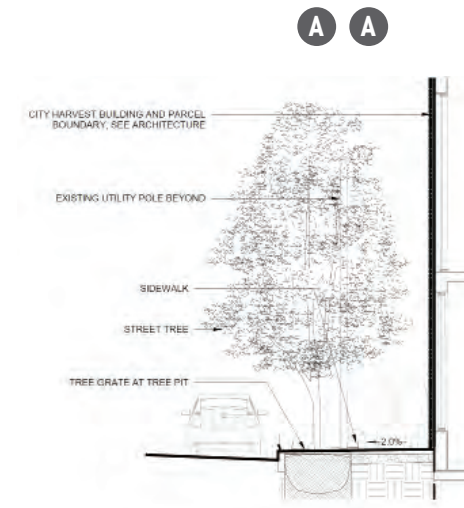 A A
CITY HARVEST BUILDING AND PARCEL
BOUNDARY, SEE ARCHITECTURE
EXISTING UTILITY POLE BEYOND
SIDEWALK
STREET TREE
TREE GRATE AT TREE PIT
2.0%